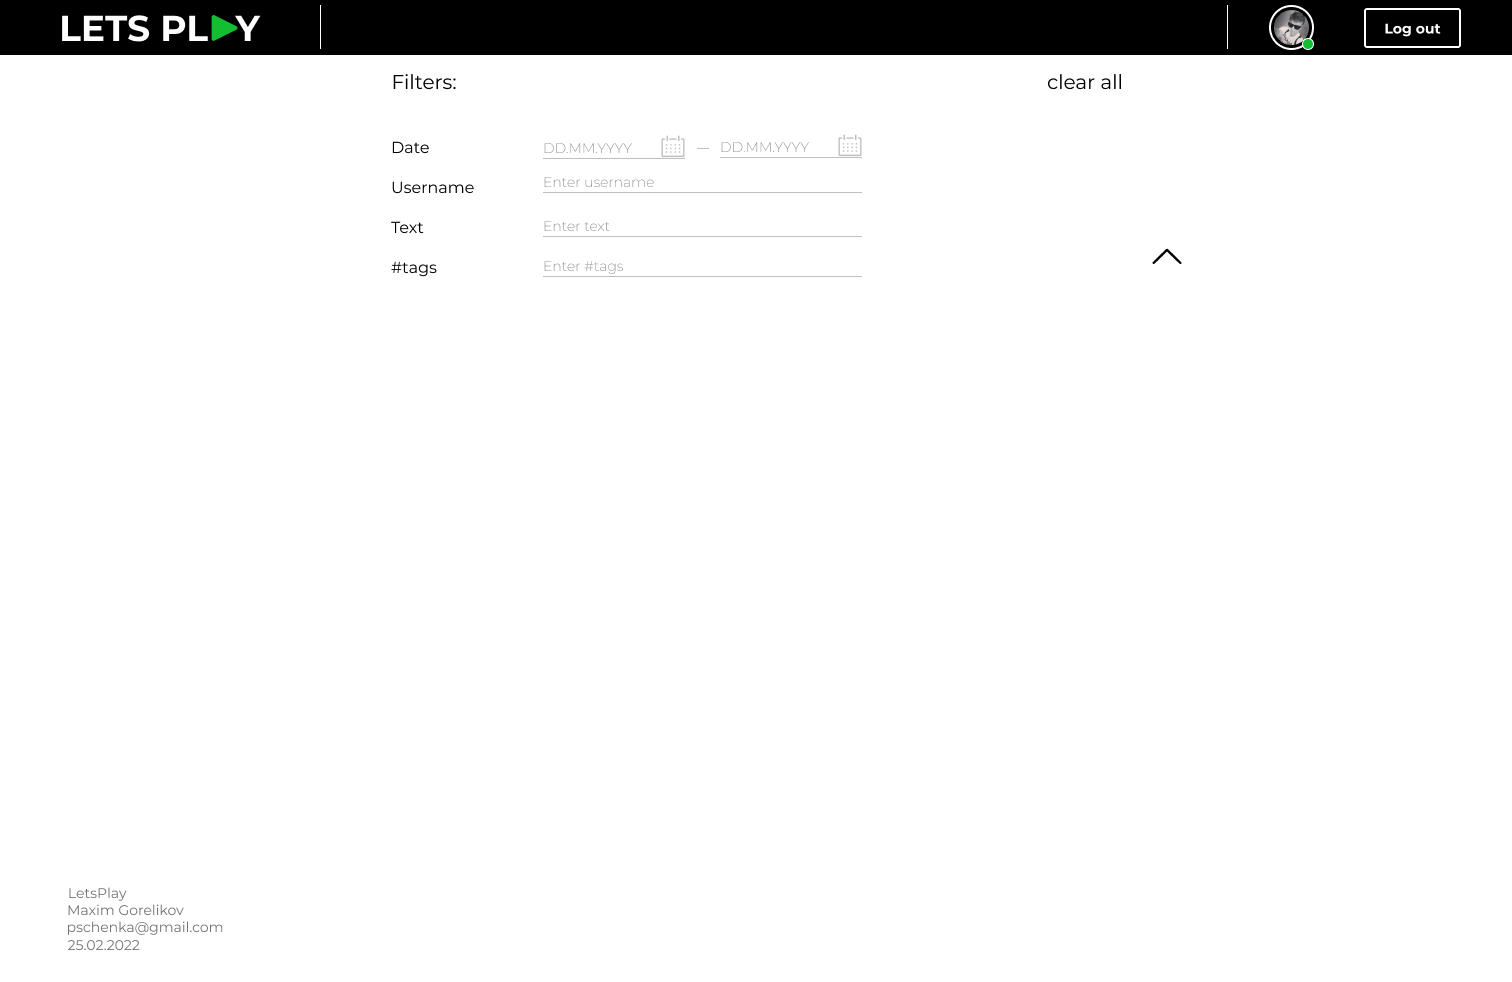 LETS PLAY
Log out
Filters:
clear all
Date
DD.MM.YYYY — DD.MM.YYYY
Username
Enter username
Text
Enter text
#tags
Enter #tags
LetsPlay
Maxim Gorelikov
pschenka@gmail.com
25.02.2022